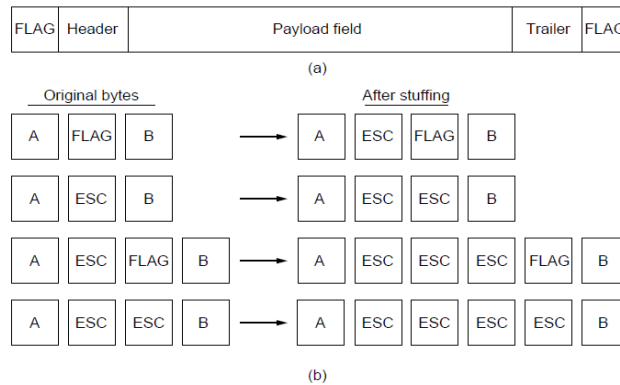 FLAG Header Payload field Trailer FLAG
(a)
Original bytes After stuffing
A FLAG B A ESC FLAG B
A ESC B A ESC ESC B
A ESC FLAG B A ESC ESC ESC FLAG B
A ESC ESC B A ESC ESC ESC ESC B
(b)